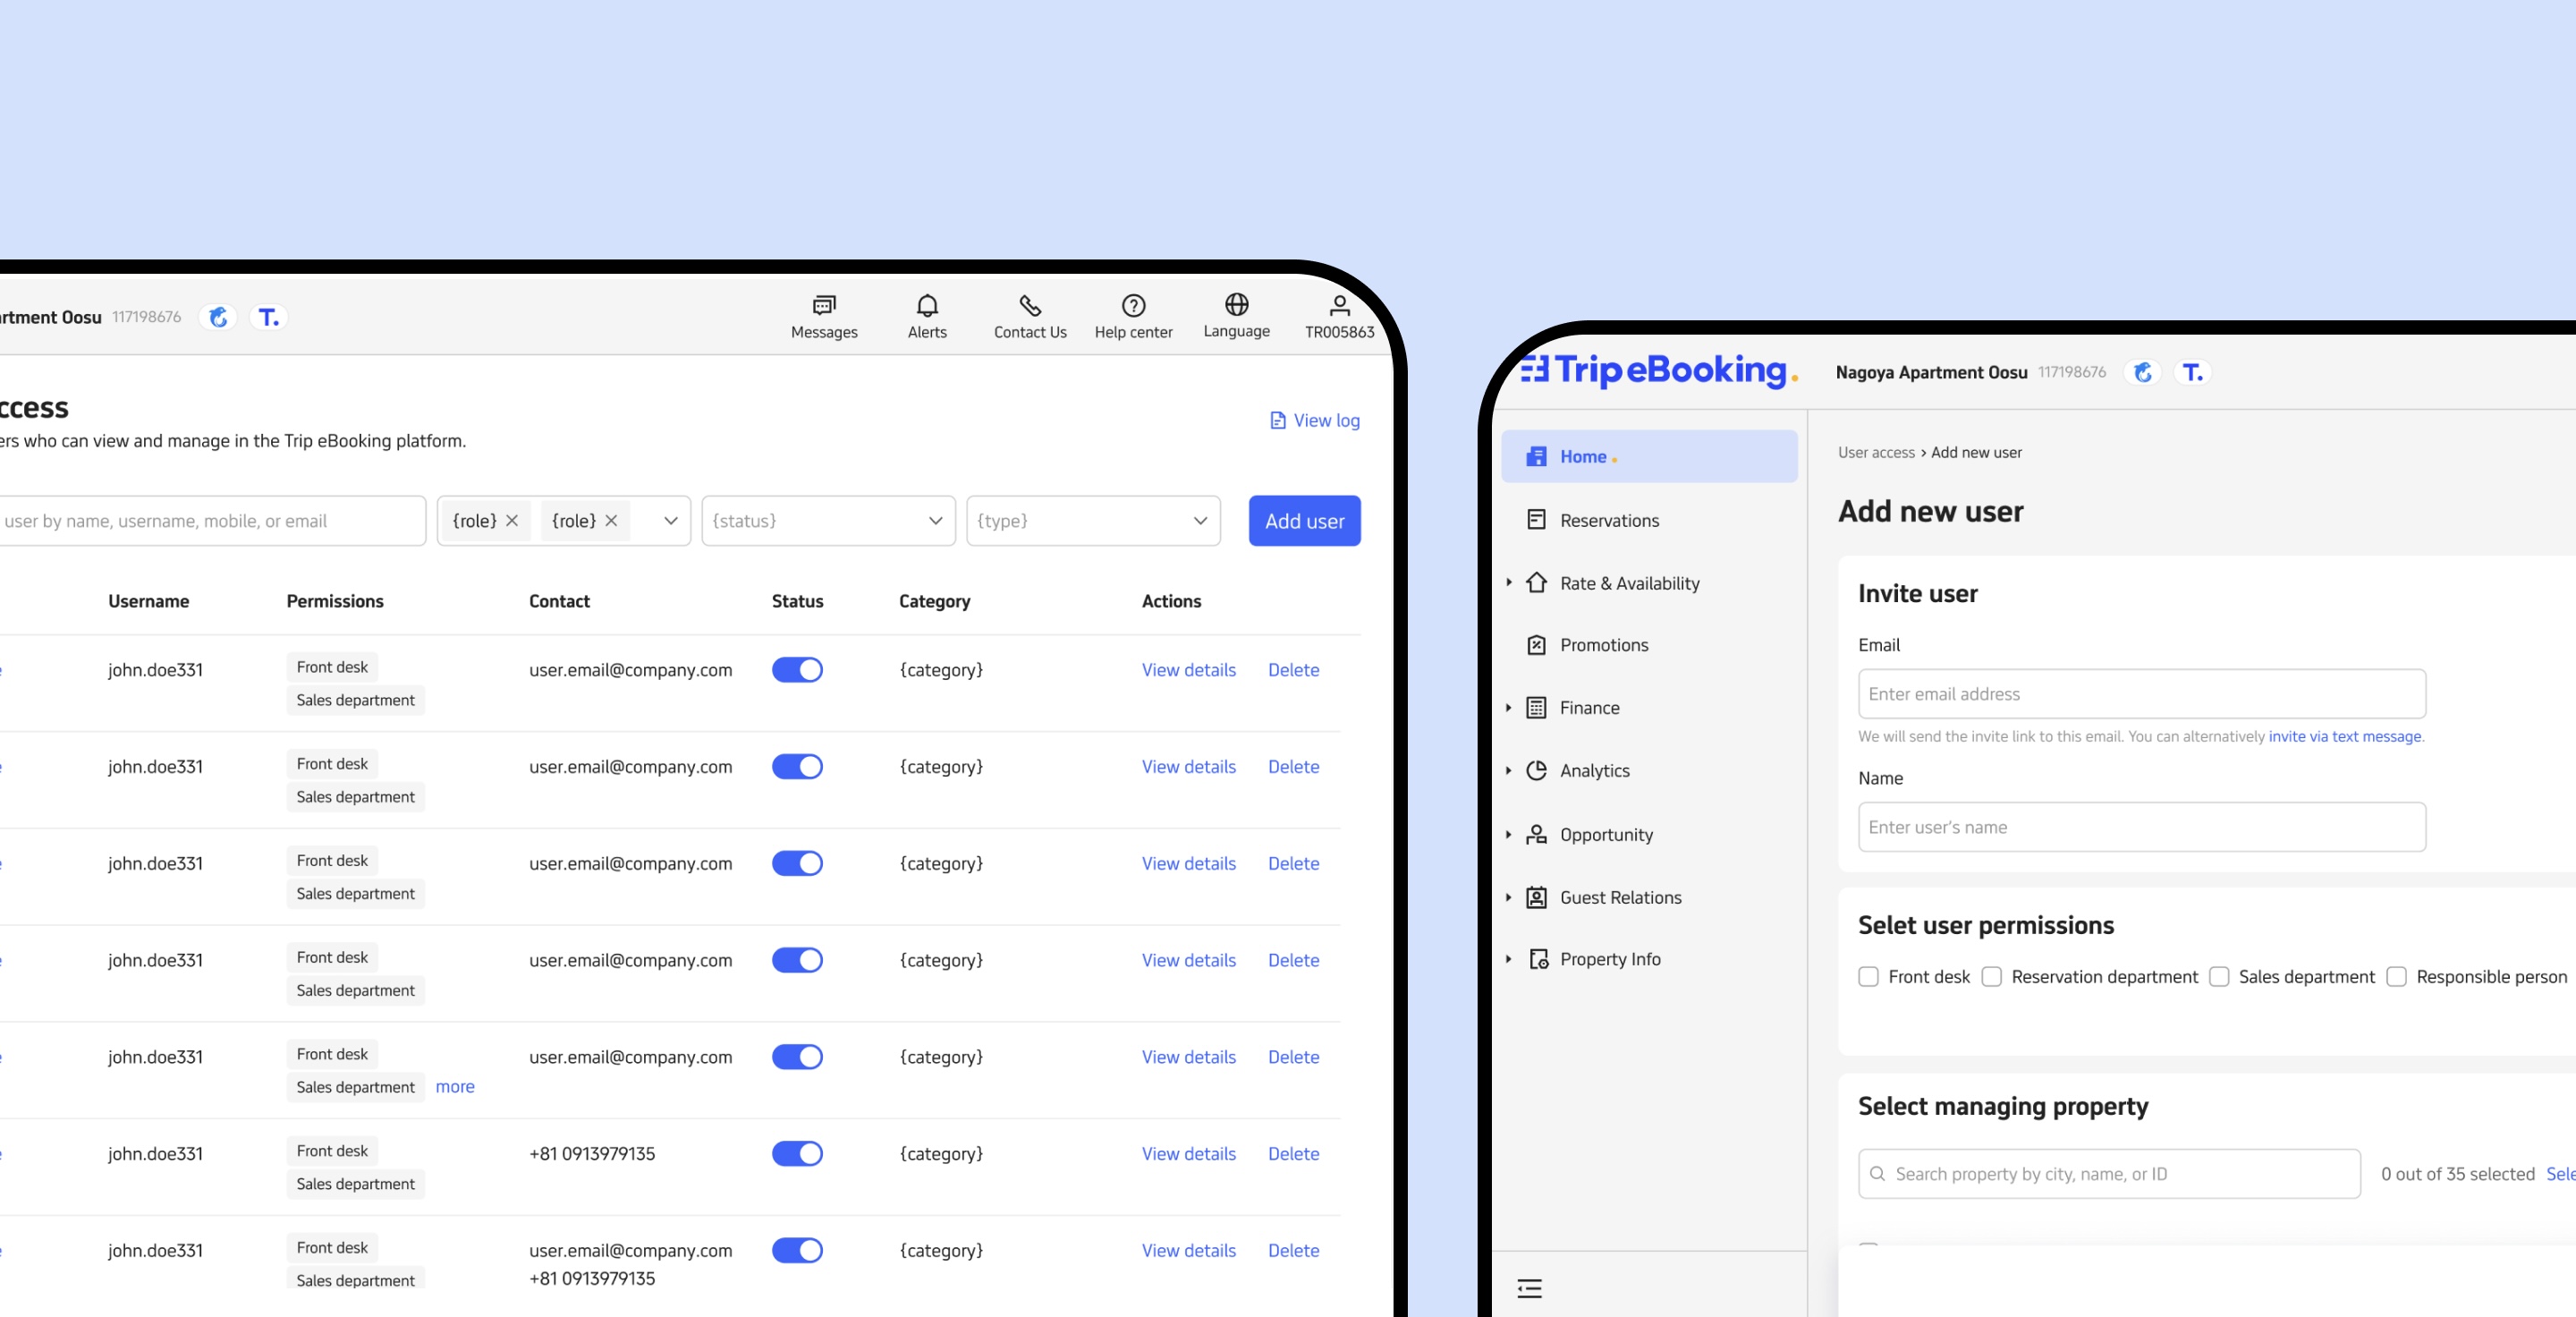 rtment Oosu 117198676 T.
Messages Alerts Contact Us Help center Language TR005863
ccess
View log
ers who can view and manage in the Trip eBooking platform.
user by name, username, mobile, or email {role} {role} {status} {type} Add user
Username Permissions Contact Status Category Actions
john.doe331 Front desk user.email@company.com {category} View details Delete
Sales department
john.doe331 Front desk user.email@company.com {category} View details Delete
Sales department
john.doe331 Front desk user.email@company.com {category} View details Delete
Sales department
john.doe331 Front desk user.email@company.com {category} View details Delete
Sales department
john.doe331 Front desk user.email@company.com {category} View details Delete
Sales department more
john.doe331 Front desk +81 0913979135 {category} View details Delete
Sales department
john.doe331 Front desk user.email@company.com {category} View details Delete
Sales department +81 0913979135
Trip eBooking. Nagoya Apartment Oosu 117198676 T.
Home
Reservations
Rate & Availability
Promotions
Finance
Analytics
Opportunity
Guest Relations
Property Info
User access > Add new user
Add new user
Invite user
Email
Enter email address
We will send the invite link to this email. You can alternatively invite via text message.
Name
Enter user's name
Selet user permissions
Front desk Reservation department Sales department Responsible person
Select managing property
Search property by city, name, or ID 0 out of 35 selected Sele